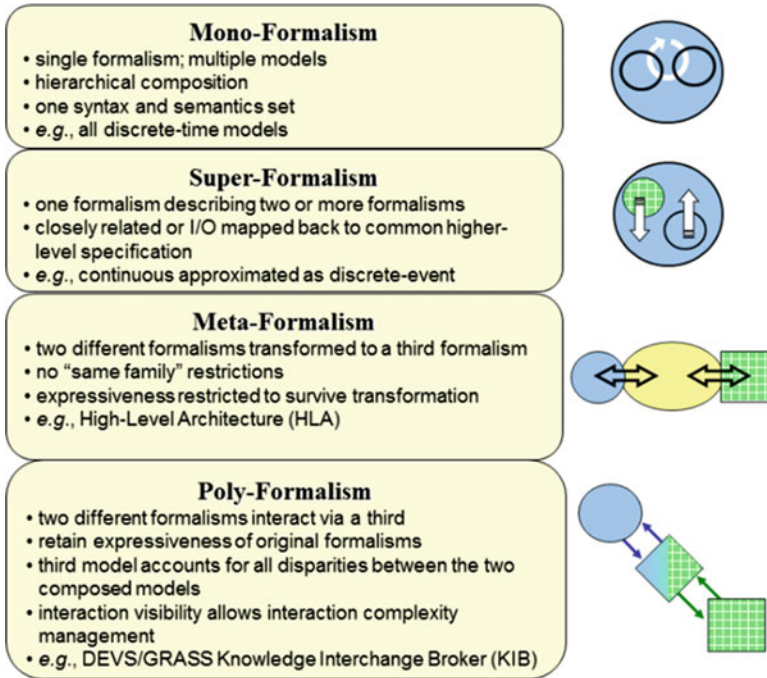 Mono-Formalism
• single formalism; multiple models
• hierarchical composition
• one syntax and semantics set
• e.g., all discrete-time models
Super-Formalism
• one formalism describing two or more formalisms
• closely related or I/O mapped back to common higher-
level specification
• e.g., continuous approximated as discrete-event
Meta-Formalism
• two different formalisms transformed to a third formalism
• no “same family” restrictions
• expressiveness restricted to survive transformation
• e.g., High-Level Architecture (HLA)
Poly-Formalism
• two different formalisms interact via a third
• retain expressiveness of original formalisms
• third model accounts for all disparities between the two
composed models
• interaction visibility allows interaction complexity
management
• e.g., DEVS/GRASS Knowledge Interchange Broker (KIB)